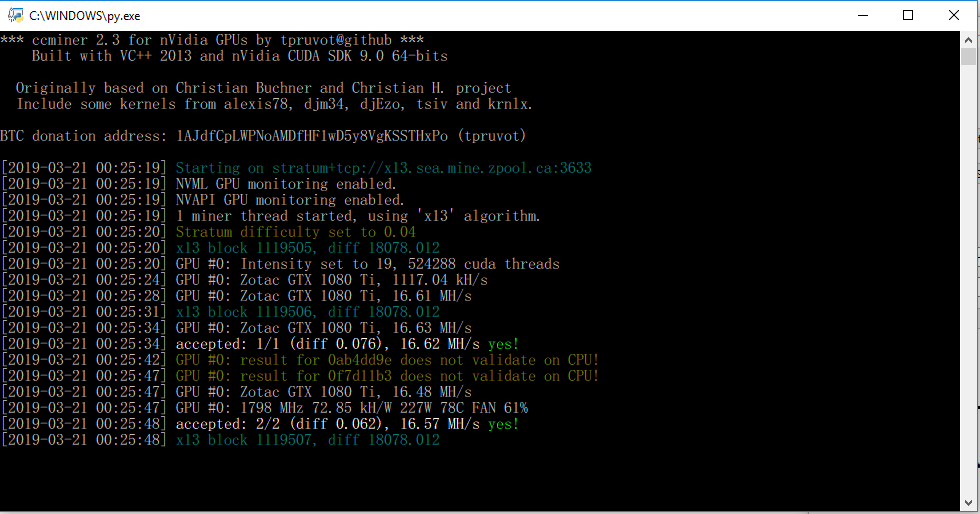 C:\WINDOWS\py.exe
*** ccminer 2.3 for nVidia GPUs by tpruvot@github ***
Built with VC++ 2013 and nVidia CUDA SDK 9.0 64-bits
Originally based on Christian Buchner and Christian H. project
Include some kernels from alexis78, djm34, djEzo, tsiv and krnlx.
BTC donation address: 1AJdfCpLWPNoAMDfHF1wD5y8VgKSSTHxPo (tpruvot)
[2019-03-21 00:25:19] Starting on stratum+tcp://x13.sea.mine.zpool.ca:3633
[2019-03-21 00:25:19] NVML GPU monitoring enabled.
[2019-03-21 00:25:19] NVAPI GPU monitoring enabled.
[2019-03-21 00:25:19] 1 miner thread started, using 'x13' algorithm.
[2019-03-21 00:25:20] Stratum difficulty set to 0.04
[2019-03-21 00:25:20] x13 block 1119505, diff 18078.012
[2019-03-21 00:25:20] GPU #0: Intensity set to 19, 524288 cuda threads
[2019-03-21 00:25:24] GPU #0: Zotac GTX 1080 Ti, 1117.04 kH/s
[2019-03-21 00:25:28] GPU #0: Zotac GTX 1080 Ti, 16.61 MH/s
[2019-03-21 00:25:31] x13 block 1119506, diff 18078.012
[2019-03-21 00:25:34] GPU #0: Zotac GTX 1080 Ti, 16.63 MH/s
[2019-03-21 00:25:34] accepted: 1/1 (diff 0.076), 16.62 MH/s yes!
[2019-03-21 00:25:42] GPU #0: result for 0ab4dd9e does not validate on CPU!
[2019-03-21 00:25:47] GPU #0: result for 0f7d11b3 does not validate on CPU!
[2019-03-21 00:25:47] GPU #0: Zotac GTX 1080 Ti, 16.48 MH/s
[2019-03-21 00:25:47] GPU #0: 1798 MHz 72.85 kH/W 227W 78C FAN 61%
[2019-03-21 00:25:48] accepted: 2/2 (diff 0.062), 16.57 MH/s yes!
[2019-03-21 00:25:48] x13 block 1119507, diff 18078.012